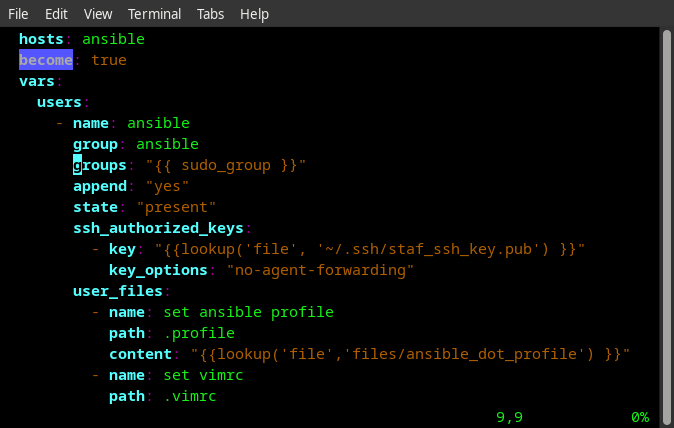 File Edit View Terminal Tabs Help
hosts: ansible
become: true
vars:
users:
- name: ansible
group: ansible
groups: "{{ sudo_group }}"
append: "yes"
state: "present"
ssh_authorized_keys:
- key: "{{lookup('file', '~/.ssh/staf_ssh_key.pub') }}"
key_options: "no-agent-forwarding"
user_files:
- name: set ansible profile
path: .profile
content: "{{lookup('file','files/ansible_dot_profile') }}"
- name: set vimrc
path: .vimrc
9,9 0%